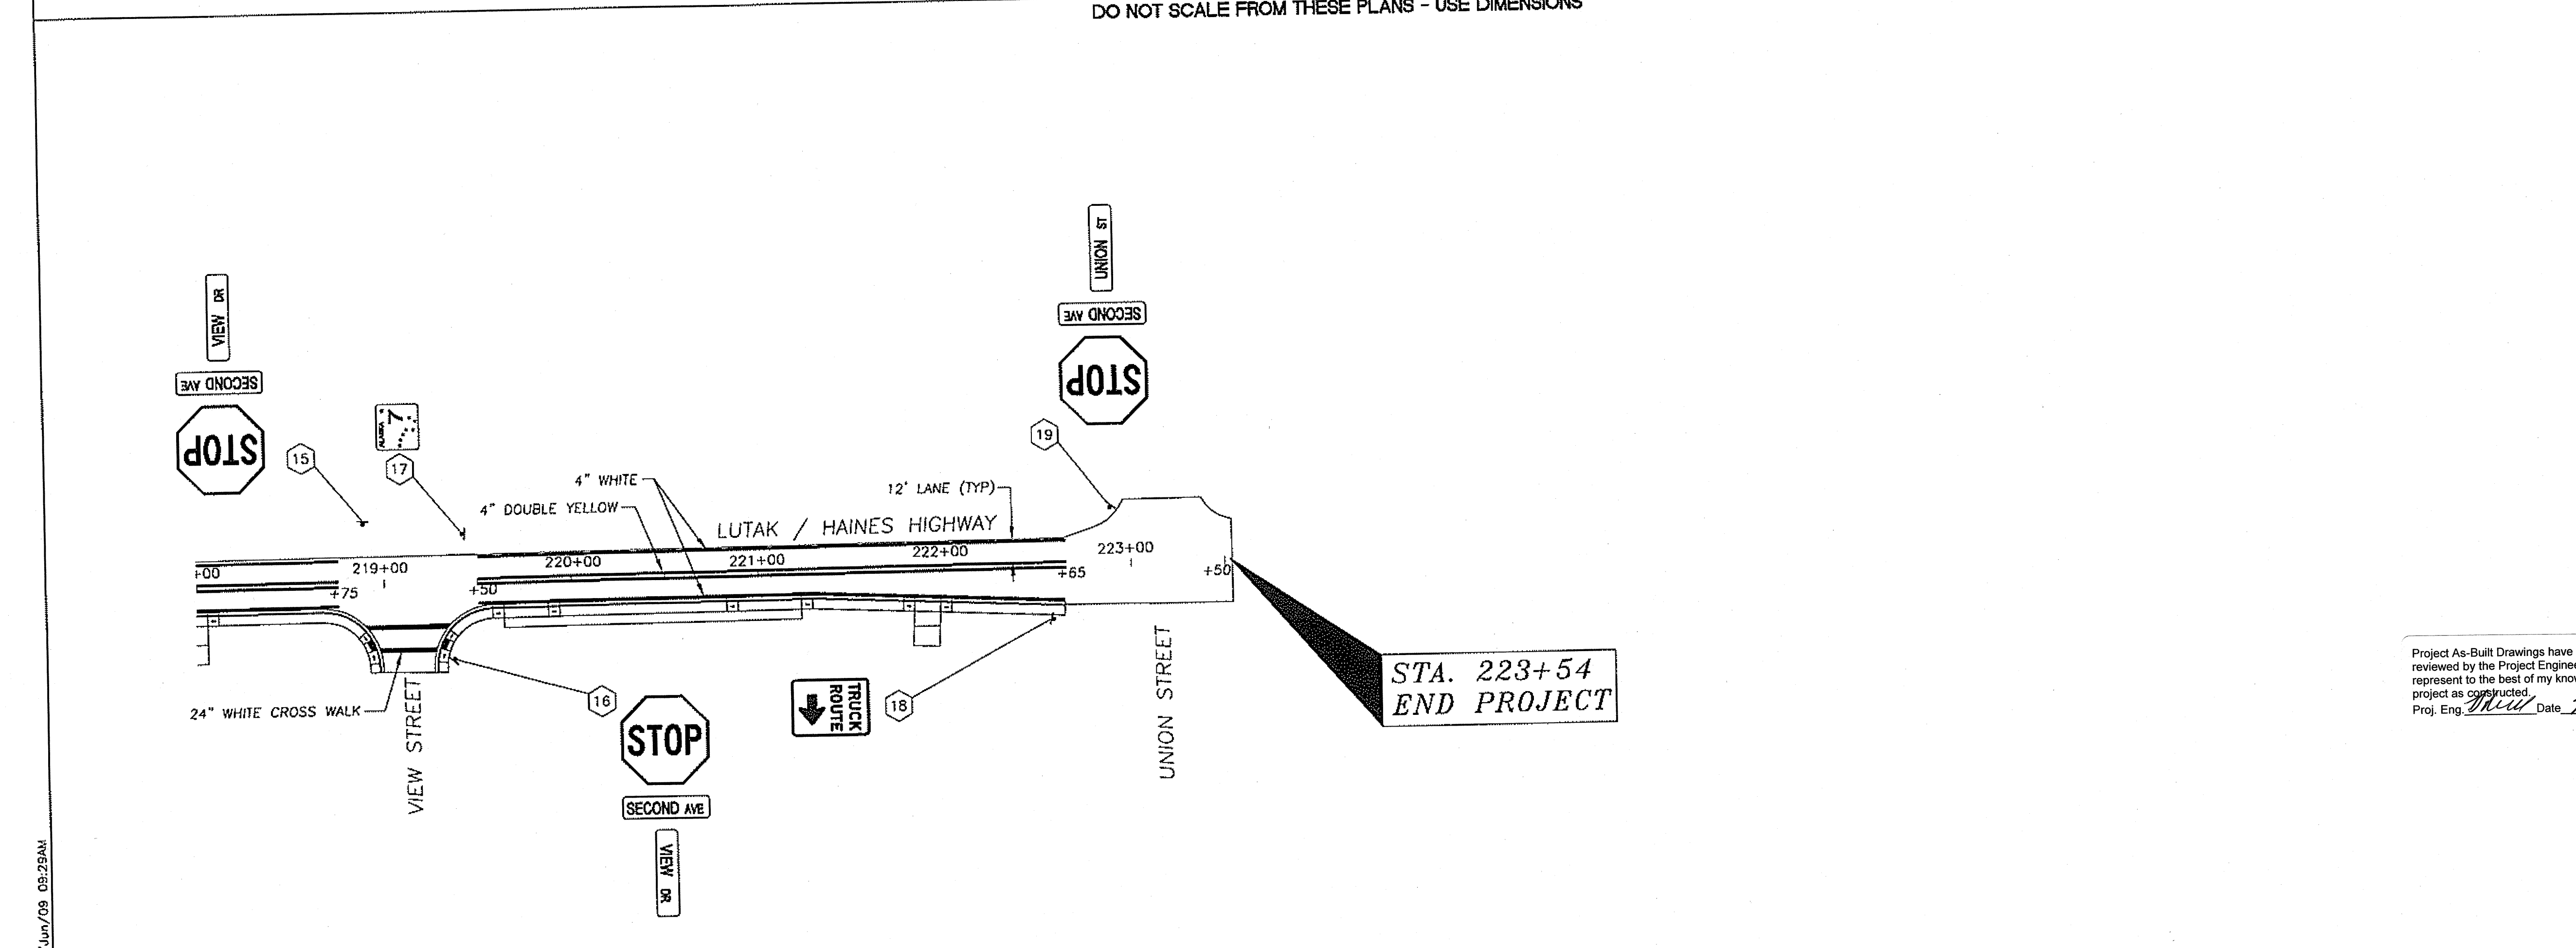 DO NOT SCALE FROM THESE PLANS - USE DIMENSIONS
UNION ST
SECOND AVE
STOP
VIEW DR
SECOND AVE
STOP
15
7
17
19
4" WHITE
12' LANE (TYP)
4" DOUBLE YELLOW
LUTAK / HAINES HIGHWAY
+00
219+00
220+00
221+00
222+00
223+00
+75
+50
+65
+50
24" WHITE CROSS WALK
VIEW STREET
16
STOP
SECOND AVE
VIEW DR
TRUCK
ROUTE
18
UNION STREET
STA. 223+54
END PROJECT
Project As-Built Drawings have
reviewed by the Project Enginee
represent to the best of my know
project as constructed.
Proj. Eng. Date
Jun/09 09:29AM